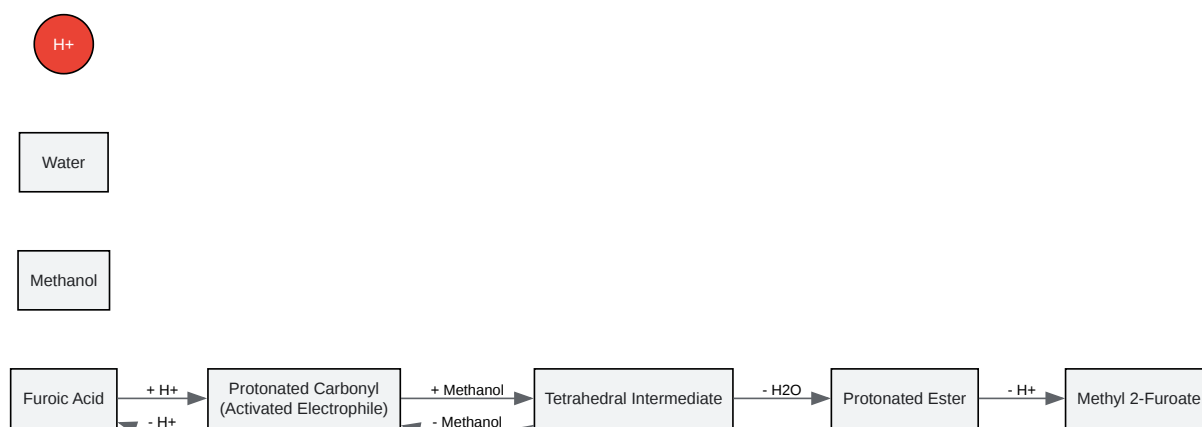 H+
Water
Methanol
Furoic Acid
+ H+
- H+
Protonated Carbonyl
(Activated Electrophile)
+ Methanol
- Methanol
Tetrahedral Intermediate
- H2O
Protonated Ester
- H+
Methyl 2-Furoate